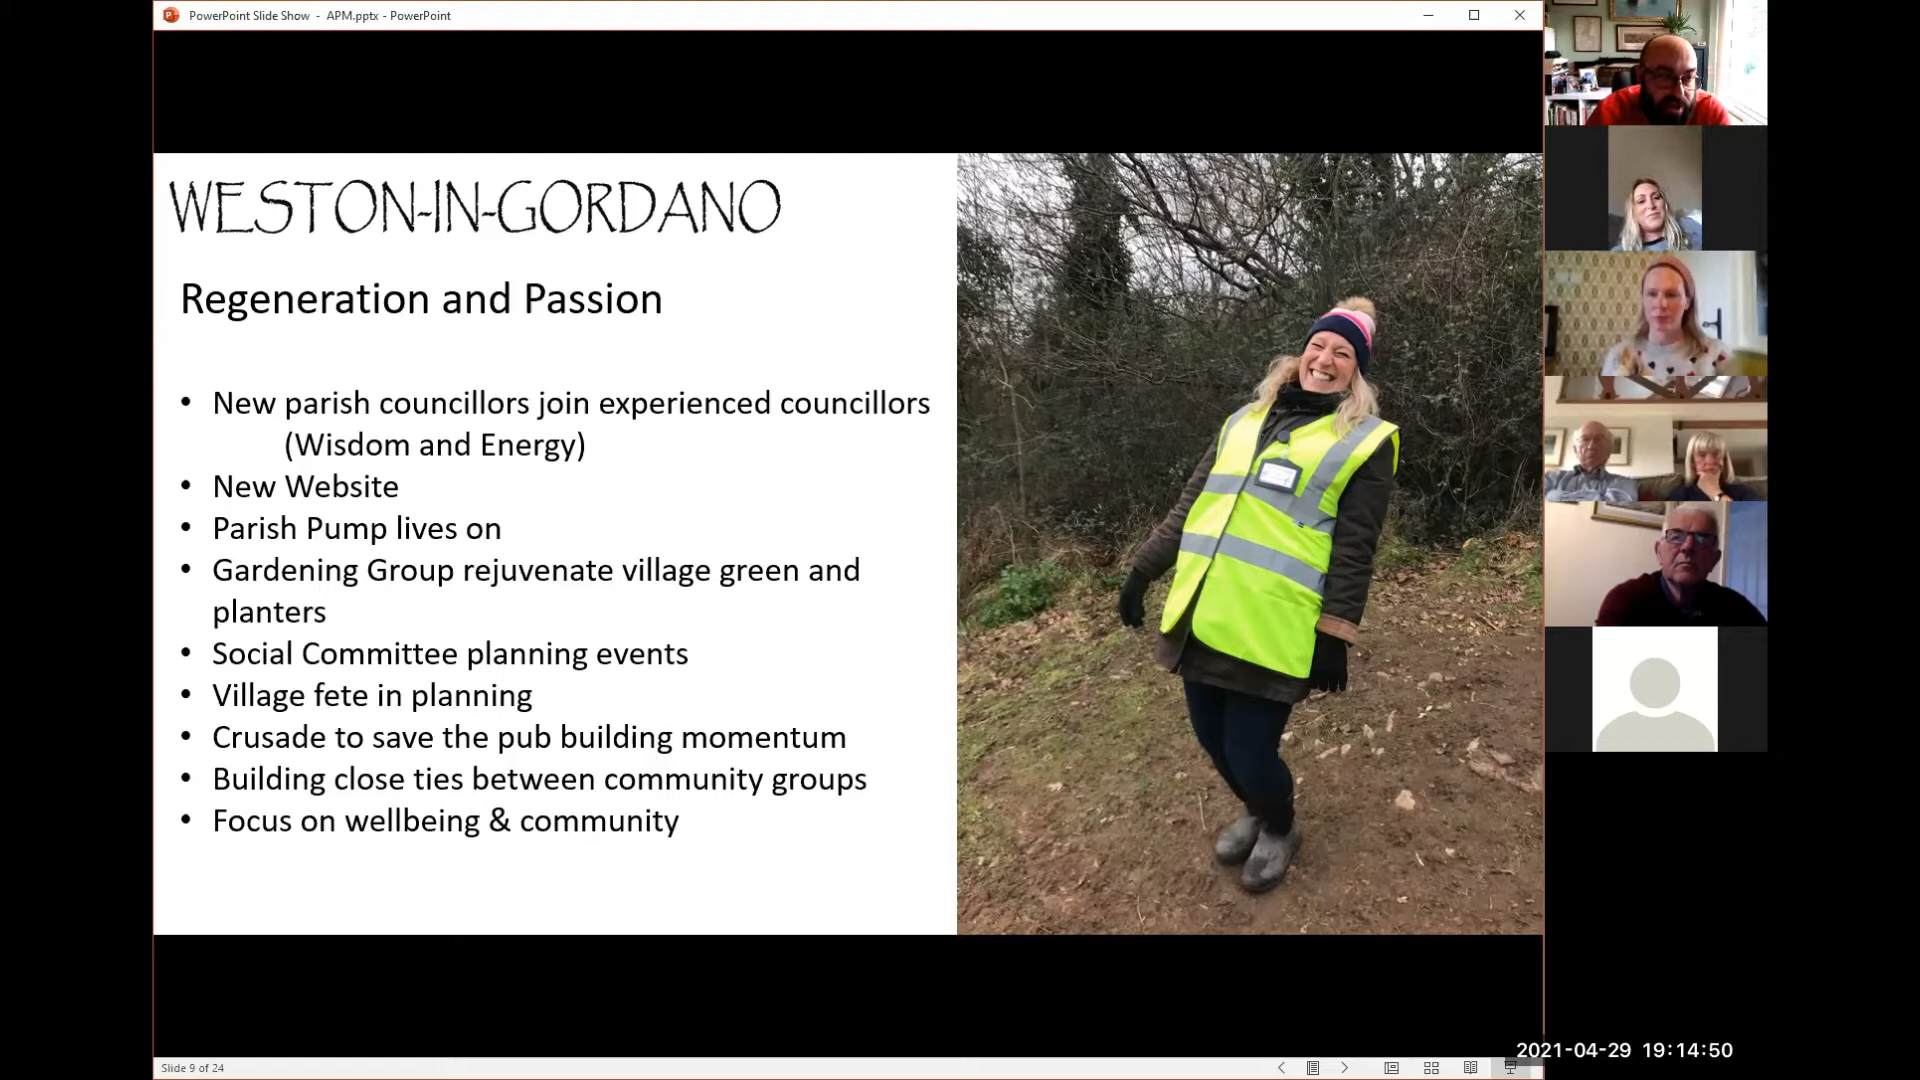 PowerPoint Slide Show - APM.pptx - PowerPoint
WESTON-IN-GORDANO
Regeneration and Passion
• New parish councillors join experienced councillors
(Wisdom and Energy)
• New Website
• Parish Pump lives on
• Gardening Group rejuvenate village green and
planters
• Social Committee planning events
• Village fete in planning
• Crusade to save the pub building momentum
• Building close ties between community groups
• Focus on wellbeing & community
2021-04-29 19:14:50
Slide 9 of 24